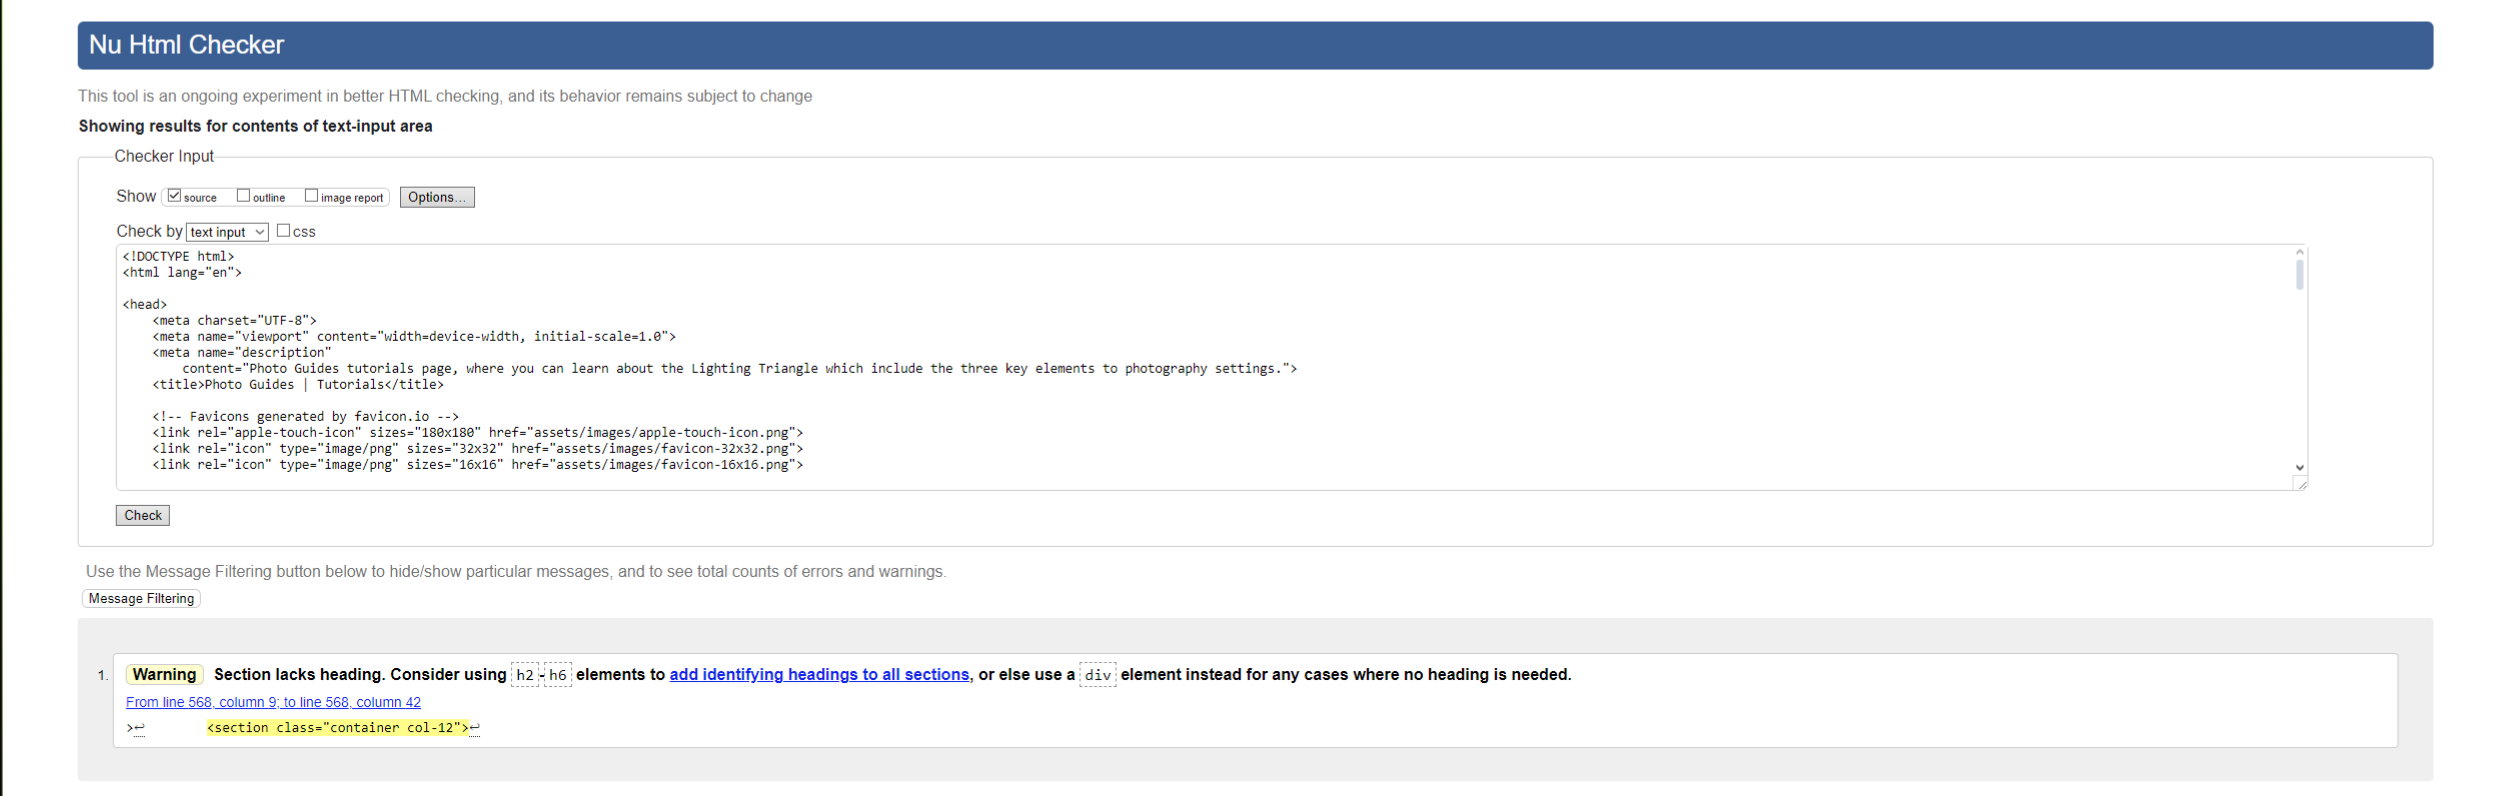 Nu Html Checker
This tool is an ongoing experiment in better HTML checking, and its behavior remains subject to change
Showing results for contents of text-input area
Checker Input
Show source outline image report Options...
Check by text input css
<!DOCTYPE html>
<html lang="en">
<head>
<meta charset="UTF-8">
<meta name="viewport" content="width=device-width, initial-scale=1.0">
<meta name="description"
content="Photo Guides tutorials page, where you can learn about the Lighting Triangle which include the three key elements to photography settings.">
<title>Photo Guides | Tutorials</title>
<!-- Favicons generated by favicon.io -->
<link rel="apple-touch-icon" sizes="180x180" href="assets/images/apple-touch-icon.png">
<link rel="icon" type="image/png" sizes="32x32" href="assets/images/favicon-32x32.png">
<link rel="icon" type="image/png" sizes="16x16" href="assets/images/favicon-16x16.png">
Check
Use the Message Filtering button below to hide/show particular messages, and to see total counts of errors and warnings.
Message Filtering
1. Warning Section lacks heading. Consider using h2-h6 elements to add identifying headings to all sections, or else use a div element instead for any cases where no heading is needed.
From line 568, column 9; to line 568, column 42
>↩ <section class="container col-12">↩